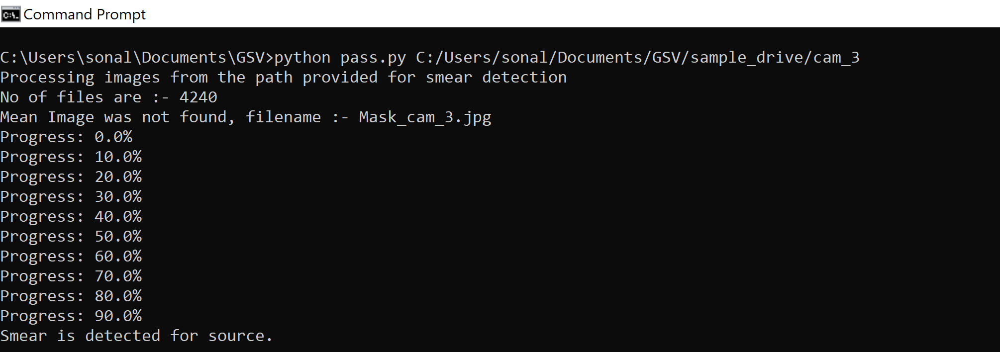 Command Prompt
C:\Users\sonal\Documents\GSV>python pass.py C:/Users/sonal/Documents/GSV/sample_drive/cam_3
Processing images from the path provided for smear detection
No of files are :- 4240
Mean Image was not found, filename :- Mask_cam_3.jpg
Progress: 0.0%
Progress: 10.0%
Progress: 20.0%
Progress: 30.0%
Progress: 40.0%
Progress: 50.0%
Progress: 60.0%
Progress: 70.0%
Progress: 80.0%
Progress: 90.0%
Smear is detected for source.